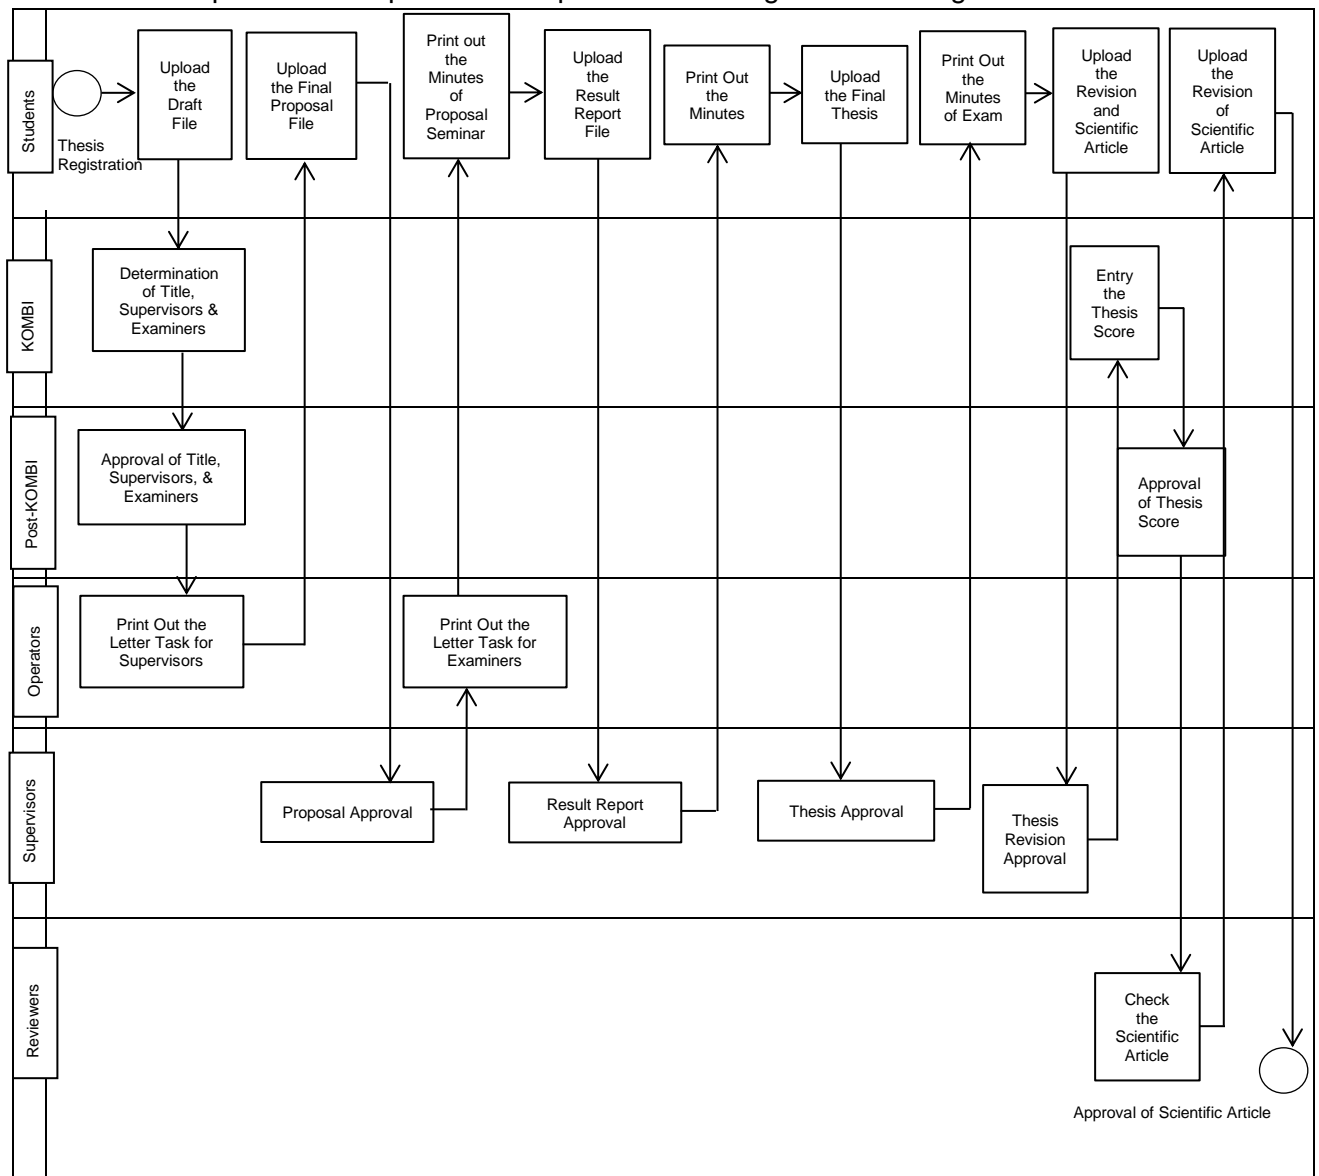 Students
Thesis
Registration
Upload
the
Draft
File
Upload
the Final
Proposal
File
Print out
the
Minutes
of
Proposal
Seminar
Upload
the
Result
Report
File
Print Out
the
Minutes
Upload
the Final
Thesis
Print Out
the
Minutes
of Exam
Upload
the
Revision
and
Scientific
Article
Upload
the
Revision
of
Scientific
Article
KOMBI
Determination
of Title,
Supervisors &
Examiners
Entry
the
Thesis
Score
Post-KOMBI
Approval of Title,
Supervisors, &
Examiners
Approval
of Thesis
Score
Operators
Print Out the
Letter Task for
Supervisors
Print Out the
Letter Task for
Examiners
Supervisors
Proposal Approval
Result Report
Approval
Thesis Approval
Thesis
Revision
Approval
Reviewers
Check
the
Scientific
Article
Approval of Scientific Article